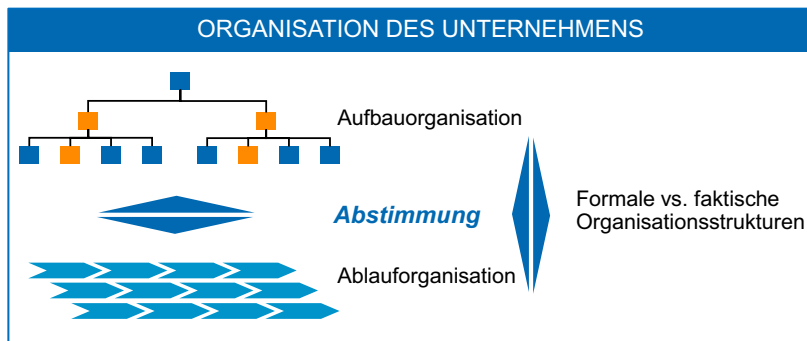 ORGANISATION DES UNTERNEHMENS
Aufbauorganisation
Abstimmung
Formale vs. faktische
Organisationsstrukturen
Ablauforganisation